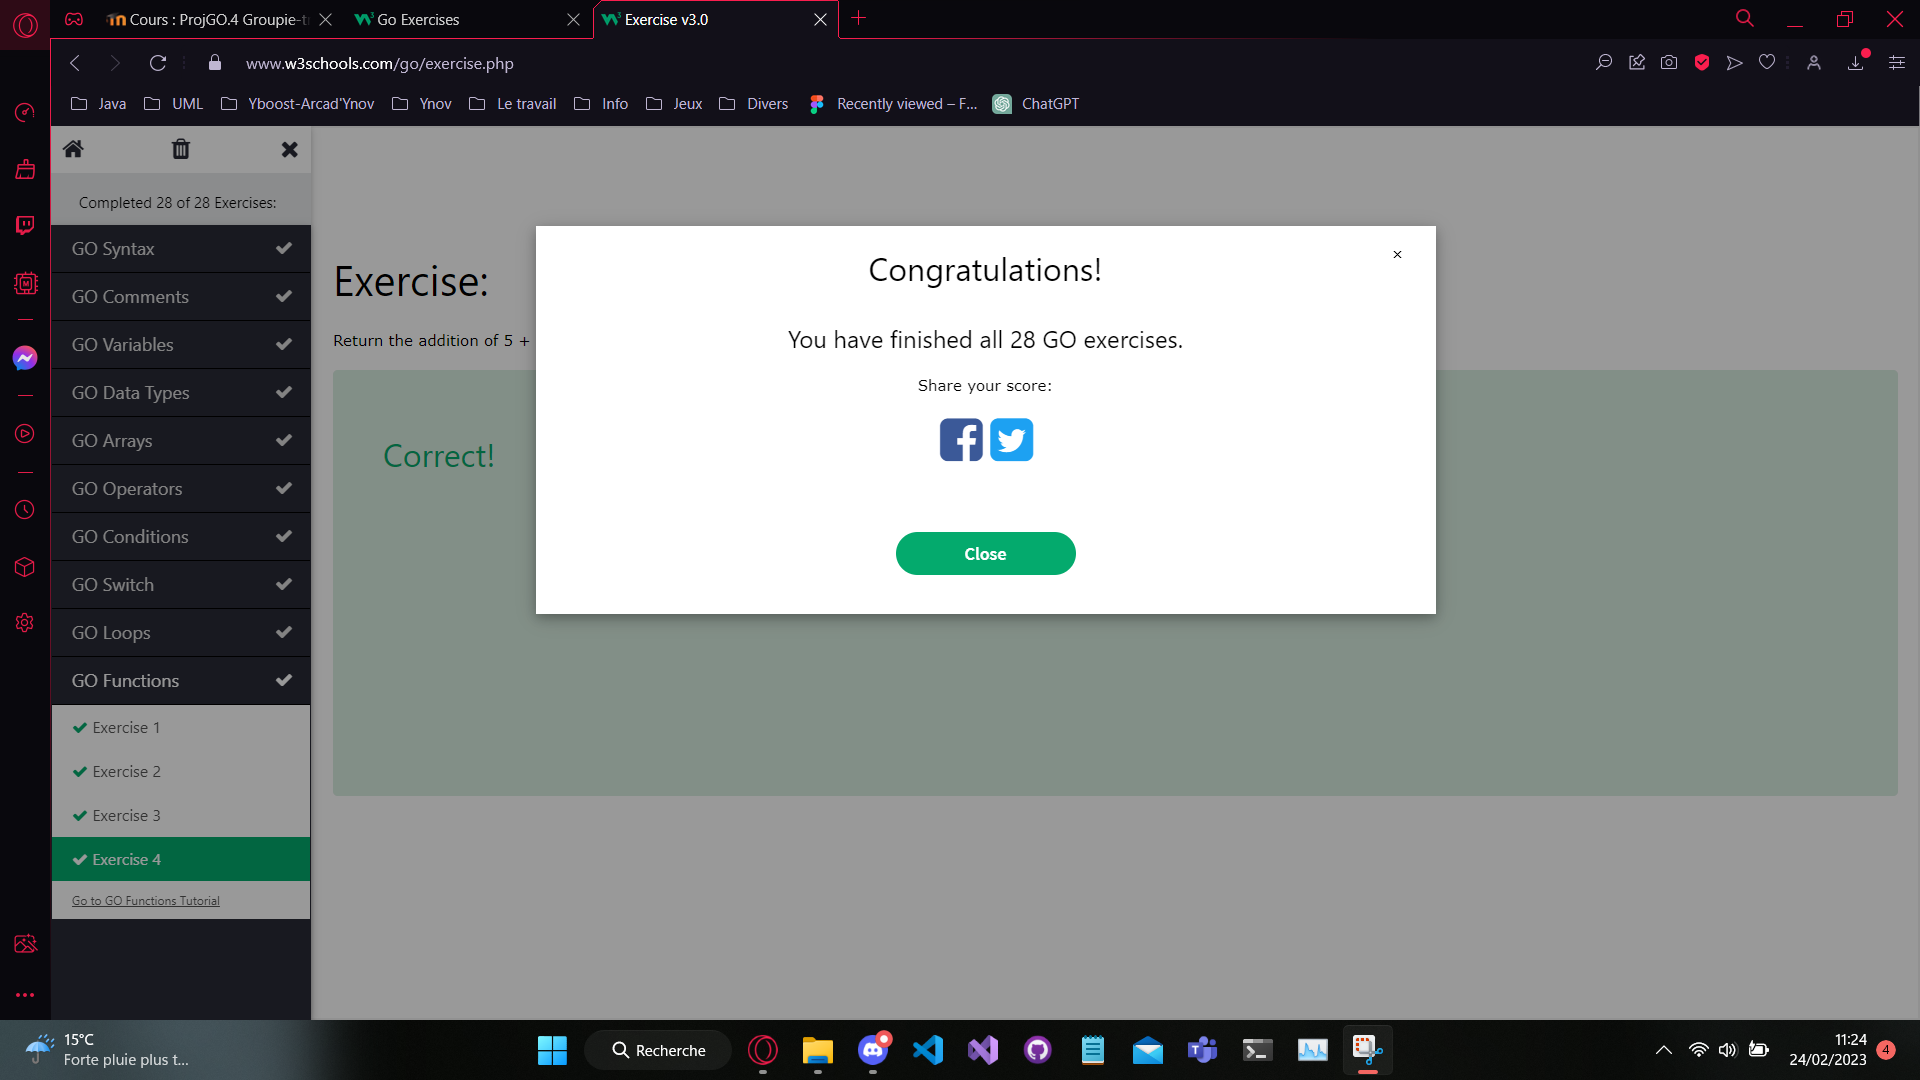 Cours : ProjGO.4 Groupie-tr
Go Exercises
Exercise v3.0
www.w3schools.com/go/exercise.php
Java
UML
Yboost-Arcad'Ynov
Ynov
Le travail
Info
Jeux
Divers
Recently viewed – F...
ChatGPT
Completed 28 of 28 Exercises:
GO Syntax
GO Comments
GO Variables
GO Data Types
GO Arrays
GO Operators
GO Conditions
GO Switch
GO Loops
GO Functions
Exercise 1
Exercise 2
Exercise 3
Exercise 4
Go to GO Functions Tutorial
Exercise:
Return the addition of 5 +
Correct!
×
Congratulations!
You have finished all 28 GO exercises.
Share your score:
Close
15°C
Forte pluie plus t...
Recherche
11:24
24/02/2023
4